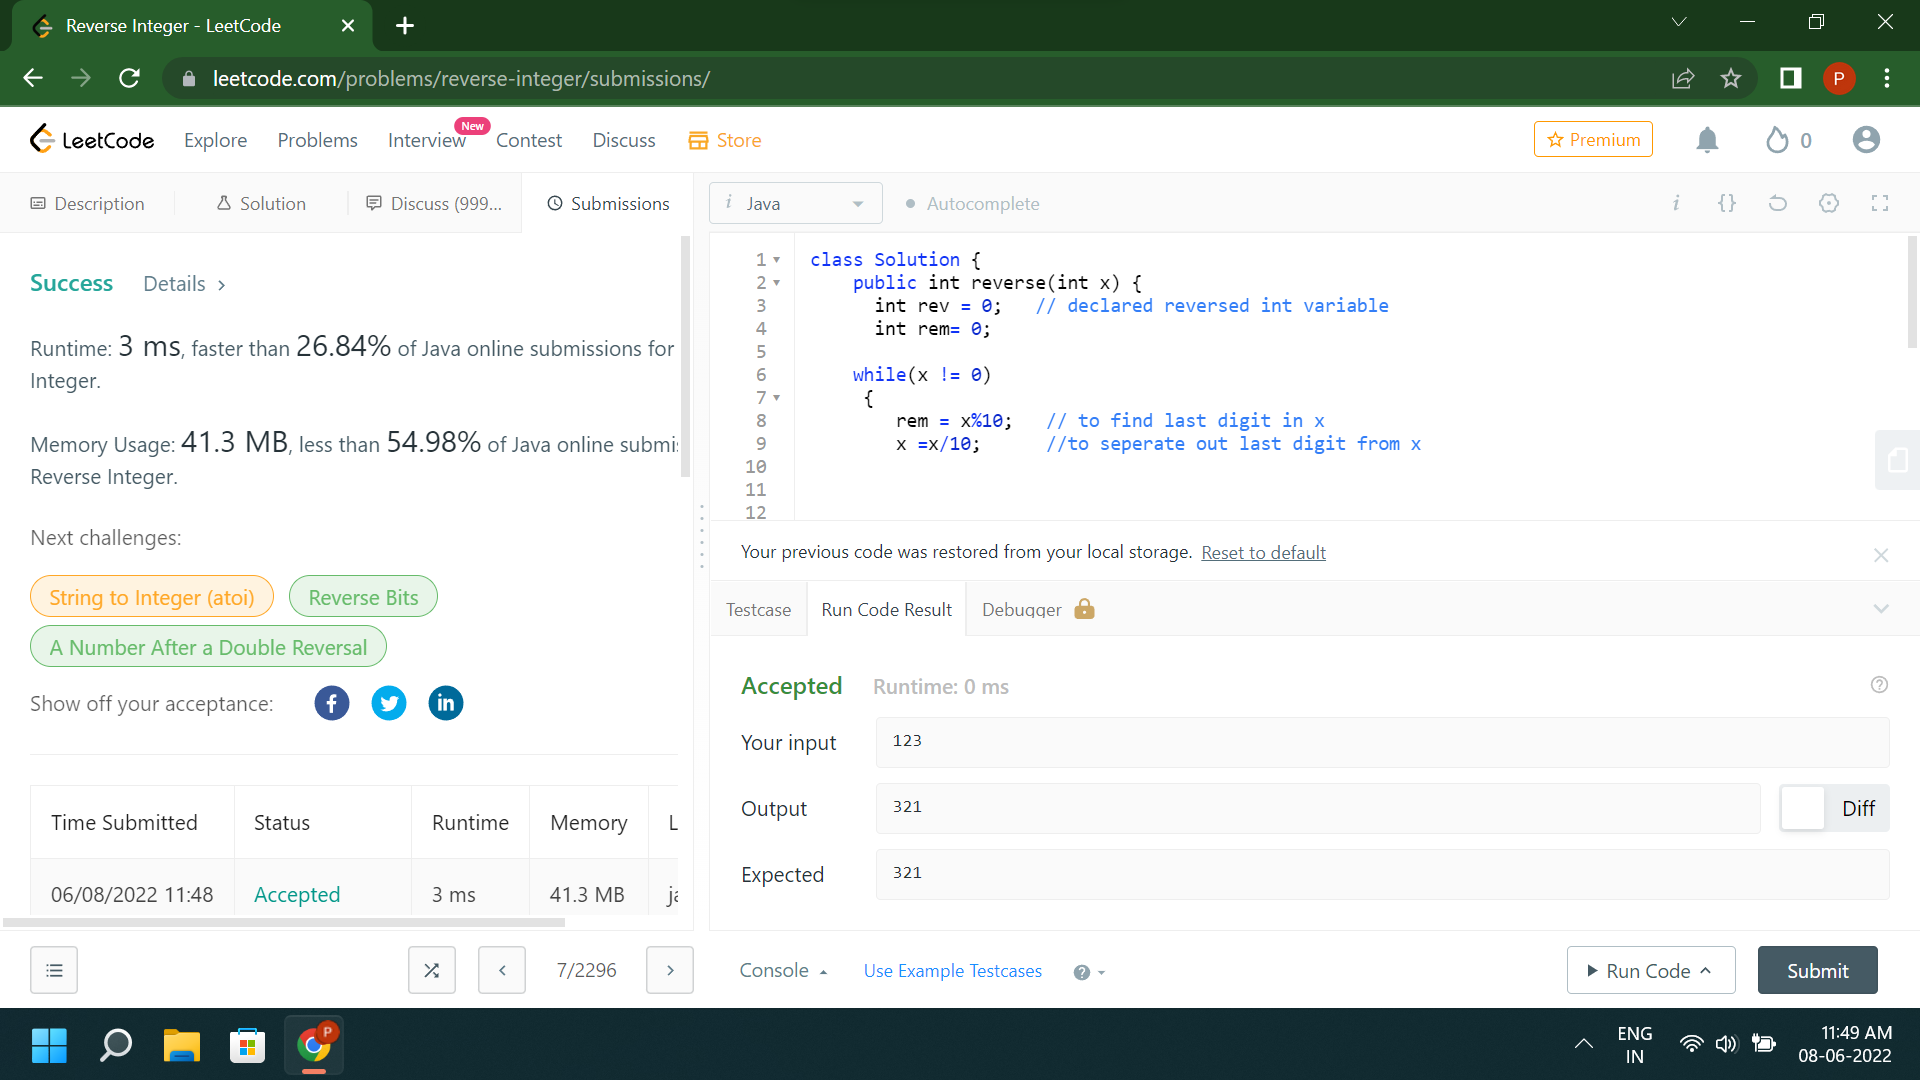 Reverse Integer - LeetCode
leetcode.com/problems/reverse-integer/submissions/
P
LeetCode Explore Problems Interview New Contest Discuss Store Premium 0
Description Solution Discuss (999... Submissions
Java Autocomplete
Success Details >
Runtime: 3 ms, faster than 26.84% of Java online submissions for
Integer.
Memory Usage: 41.3 MB, less than 54.98% of Java online submi
Reverse Integer.
Next challenges:
String to Integer (atoi) Reverse Bits
A Number After a Double Reversal
Show off your acceptance: f in
Time Submitted Status Runtime Memory L
06/08/2022 11:48 Accepted 3 ms 41.3 MB ja
7/2296
1 class Solution {
2 public int reverse(int x) {
3 int rev = 0; // declared reversed int variable
4 int rem= 0;
5
6 while(x != 0)
7 {
8 rem = x%10; // to find last digit in x
9 x =x/10; //to seperate out last digit from x
10
11
12
Your previous code was restored from your local storage. Reset to default
Testcase Run Code Result Debugger
Accepted Runtime: 0 ms
Your input 123
Output 321 Diff
Expected 321
Console Use Example Testcases Run Code Submit
P
ENG
IN
11:49 AM
08-06-2022